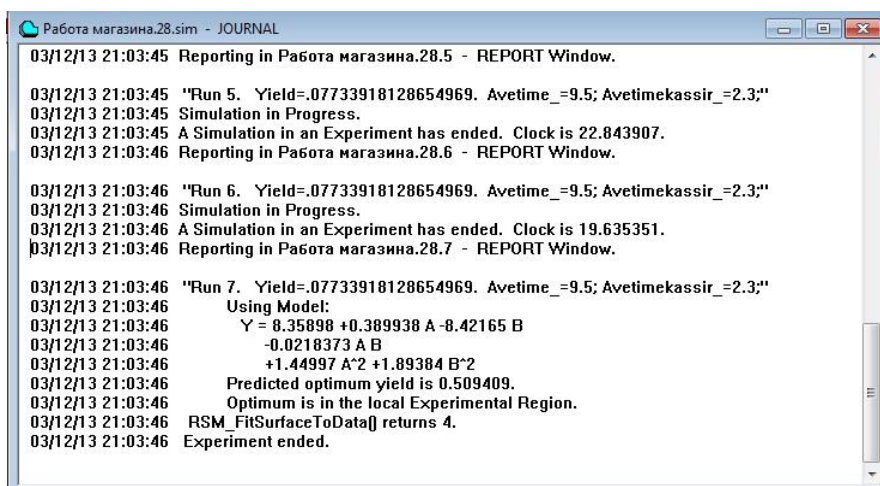 Работа магазина.28.sim - JOURNAL
03/12/13 21:03:45 Reporting in Работа магазина.28.5 - REPORT Window.
03/12/13 21:03:45 "Run 5. Yield=.07733918128654969. Avetime_=9.5; Avetimekassir_=2.3;"
03/12/13 21:03:45 Simulation in Progress.
03/12/13 21:03:45 A Simulation in an Experiment has ended. Clock is 22.843907.
03/12/13 21:03:46 Reporting in Работа магазина.28.6 - REPORT Window.
03/12/13 21:03:46 "Run 6. Yield=.07733918128654969. Avetime_=9.5; Avetimekassir_=2.3;"
03/12/13 21:03:46 Simulation in Progress.
03/12/13 21:03:46 A Simulation in an Experiment has ended. Clock is 19.635351.
03/12/13 21:03:46 Reporting in Работа магазина.28.7 - REPORT Window.
03/12/13 21:03:46 "Run 7. Yield=.07733918128654969. Avetime_=9.5; Avetimekassir_=2.3;"
03/12/13 21:03:46 Using Model:
03/12/13 21:03:46 Y = 8.35898 +0.389938 A -8.42165 B
03/12/13 21:03:46 -0.0218373 A B
03/12/13 21:03:46 +1.44997 A^2 +1.89384 B^2
03/12/13 21:03:46 Predicted optimum yield is 0.509409.
03/12/13 21:03:46 Optimum is in the local Experimental Region.
03/12/13 21:03:46 RSM_FitSurfaceToData() returns 4.
03/12/13 21:03:46 Experiment ended.